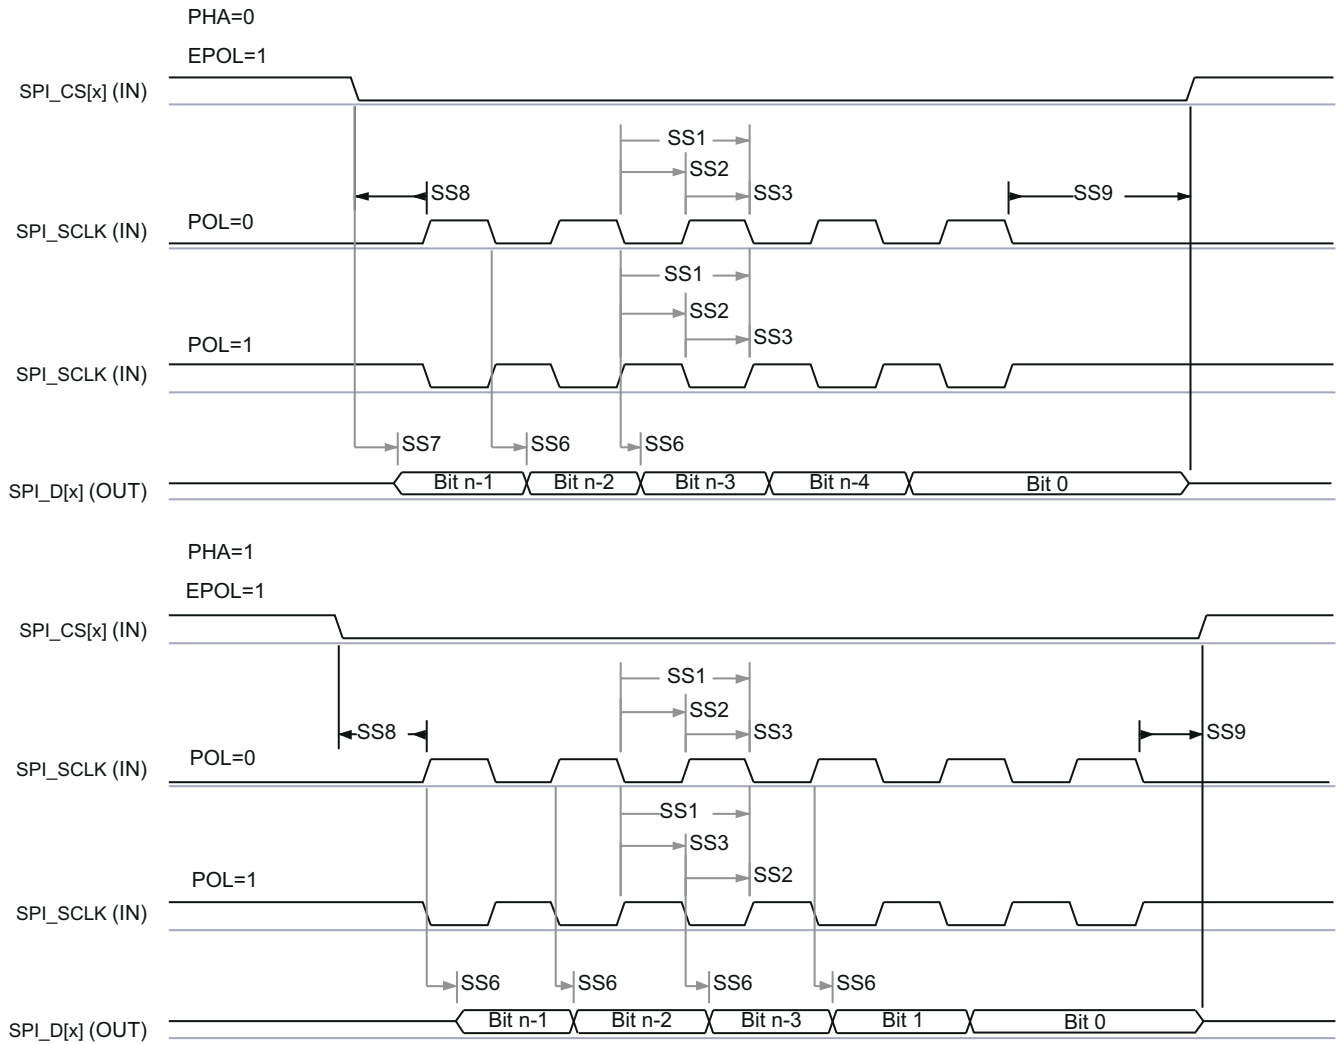 PHA=0
EPOL=1
SPI_CS[x] (IN)
SS1
SS2
SS8
SS3
SS9
POL=0
SPI_SCLK (IN)
SS1
SS2
SS3
POL=1
SPI_SCLK (IN)
SS7
SS6
SS6
SPI_D[x] (OUT)
Bit n-1
Bit n-2
Bit n-3
Bit n-4
Bit 0
PHA=1
EPOL=1
SPI_CS[x] (IN)
SS1
SS2
SS8
SS3
SS9
POL=0
SPI_SCLK (IN)
SS1
SS3
SS2
POL=1
SPI_SCLK (IN)
SS6
SS6
SS6
SS6
SPI_D[x] (OUT)
Bit n-1
Bit n-2
Bit n-3
Bit 1
Bit 0